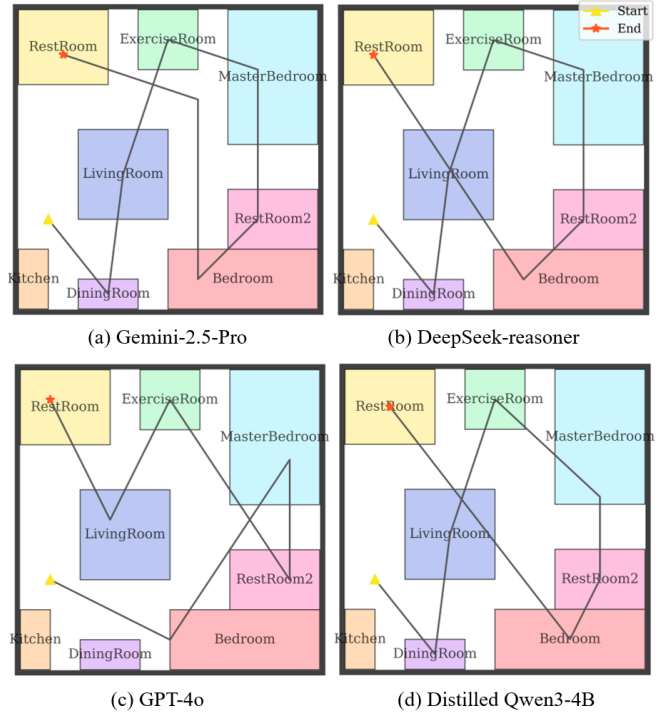 RestRoom
ExerciseRoom
MasterBedroom
LivingRoom
RestRoom2
Kitchen
DiningRoom
Bedroom
(a) Gemini-2.5-Pro
Start
End
RestRoom
ExerciseRoom
MasterBedroom
LivingRoom
RestRoom2
Kitchen
DiningRoom
Bedroom
(b) DeepSeek-reasoner
RestRoom
ExerciseRoom
MasterBedroom
LivingRoom
RestRoom2
Kitchen
DiningRoom
Bedroom
(c) GPT-4o
RestRoom
ExerciseRoom
MasterBedroom
LivingRoom
RestRoom2
Kitchen
DiningRoom
Bedroom
(d) Distilled Qwen3-4B